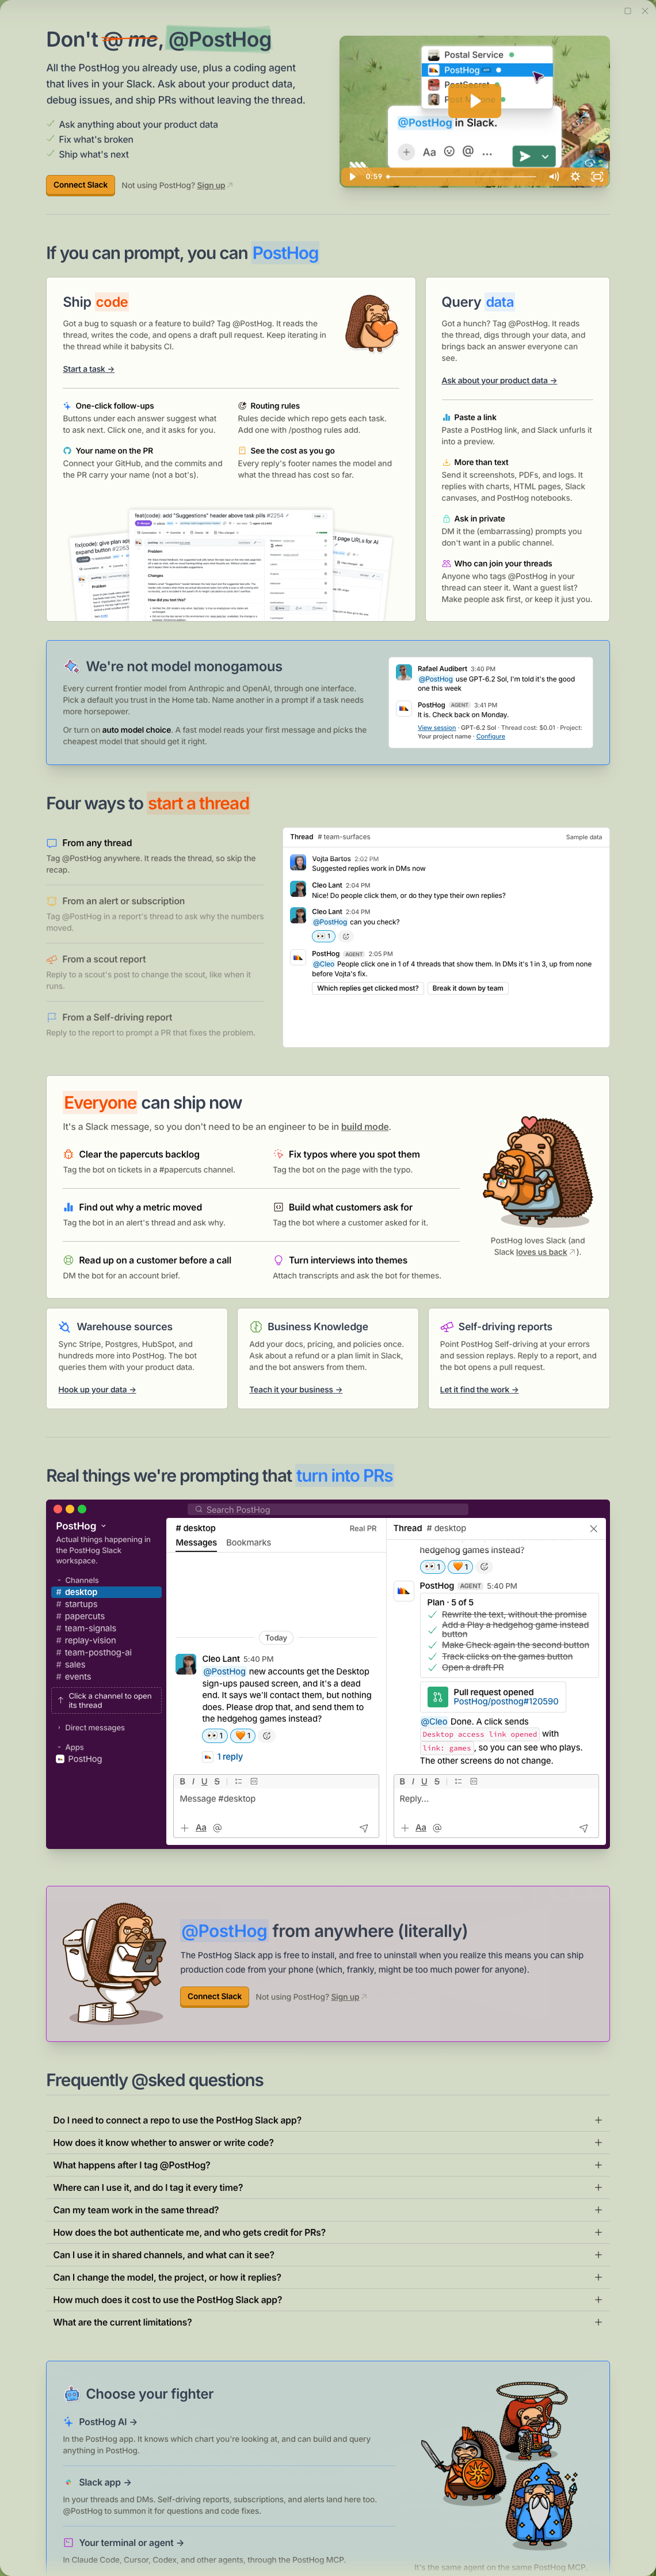 Don't @ me, @PostHog
All the PostHog you already use, plus a coding agent
that lives in your Slack. Ask about your product data,
debug issues, and ship PRs without leaving the thread.
Ask anything about your product data
Fix what's broken
Ship what's next
Connect Slack
Not using PostHog? Sign up
Postal Service
PostHog
@PostHog in Slack.
Aa
0:59
If you can prompt, you can PostHog
Ship code
Got a bug to squash or a feature to build? Tag @PostHog. It reads the
thread, writes the code, and opens a draft pull request. Keep iterating in
the thread while it babysits CI.
Start a task →
One-click follow-ups
Buttons under each answer suggest what
to ask next. Click one, and it asks for you.
Routing rules
Rules decide which repo gets each task.
Add one with /posthog rules add.
Your name on the PR
Connect your GitHub, and the commits and
the PR carry your name (not a bot's).
See the cost as you go
Every reply's footer names the model and
what the thread has cost so far.
feat(code): add "Suggestions" header above task pills #2254
Problem
Changes
How did you test this?
Query data
Got a hunch? Tag @PostHog. It reads
the thread, digs through your data, and
brings back an answer everyone can
see.
Ask about your product data →
Paste a link
Paste a PostHog link, and Slack unfurls it
into a preview.
More than text
Send it screenshots, PDFs, and logs. It
replies with charts, HTML pages, Slack
canvases, and PostHog notebooks.
Ask in private
DM it the (embarrassing) prompts you
don't want in a public channel.
Who can join your threads
Anyone who tags @PostHog in your
thread can steer it. Want a guest list?
Make people ask first, or keep it just you.
We're not model monogamous
Every current frontier model from Anthropic and OpenAI, through one interface.
Pick a default you trust in the Home tab. Name another in a prompt if a task needs
more horsepower.
Or turn on auto model choice. A fast model reads your first message and picks the
cheapest model that should get it right.
Rafael Audibert 3:40 PM
@PostHog use GPT-6.2 Sol, I'm told it's the good
one this week
PostHog AGENT 3:41 PM
It is. Check back on Monday.
View session · GPT-6.2 Sol · Thread cost: $0.01 · Project:
Your project name · Configure
Four ways to start a thread
From any thread
Tag @PostHog anywhere. It reads the thread, so skip the
recap.
From an alert or subscription
Tag @PostHog in a report's thread to ask why the numbers
moved.
From a scout report
Reply to a scout's post to change the scout, like when it
runs.
From a Self-driving report
Reply to the report to prompt a PR that fixes the problem.
Thread # team-surfaces
Sample data
Vojta Bartos 2:02 PM
Suggested replies work in DMs now
Cleo Lant 2:04 PM
Nice! Do people click them, or do they type their own replies?
Cleo Lant 2:04 PM
@PostHog can you check?
1
PostHog AGENT 2:05 PM
@Cleo People click one in 1 of 4 threads that show them. In DMs it's 1 in 3, up from none
before Vojta's fix.
Which replies get clicked most?
Break it down by team
Everyone can ship now
It's a Slack message, so you don't need to be an engineer to be in build mode.
Clear the papercuts backlog
Tag the bot on tickets in a #papercuts channel.
Fix typos where you spot them
Tag the bot on the page with the typo.
Find out why a metric moved
Tag the bot in an alert's thread and ask why.
Build what customers ask for
Tag the bot where a customer asked for it.
Read up on a customer before a call
DM the bot for an account brief.
Turn interviews into themes
Attach transcripts and ask the bot for themes.
PostHog loves Slack (and
Slack loves us back).
Warehouse sources
Sync Stripe, Postgres, HubSpot, and
hundreds more into PostHog. The bot
queries them with your product data.
Hook up your data →
Business Knowledge
Add your docs, pricing, and policies once.
Ask about a refund or a plan limit in Slack,
and the bot answers from them.
Teach it your business →
Self-driving reports
Point PostHog Self-driving at your errors
and session replays. Reply to a report, and
the bot opens a pull request.
Let it find the work →
Real things we're prompting that turn into PRs
Search PostHog
PostHog
Actual things happening in
the PostHog Slack
workspace.
Channels
# desktop
# startups
# papercuts
# team-signals
# replay-vision
# team-posthog-ai
# sales
# events
Click a channel to open
its thread
Direct messages
Apps
PostHog
# desktop
Real PR
Messages Bookmarks
Today
Cleo Lant 5:40 PM
@PostHog new accounts get the Desktop
sign-ups paused screen, and it's a dead
end. It says we'll contact them, but nothing
does. Please drop that, and send them to
the hedgehog games instead?
1 1
1 reply
B I U S
Message #desktop
Aa
Thread # desktop
hedgehog games instead?
1 1
PostHog AGENT 5:40 PM
Plan · 5 of 5
Rewrite the text, without the promise
Add a Play a hedgehog game instead
button
Make Check again the second button
Track clicks on the games button
Open a draft PR
Pull request opened
PostHog/posthog#120590
@Cleo Done. A click sends
Desktop access link opened with
link: games, so you can see who plays.
The other screens do not change.
B I U S
Reply...
Aa
@PostHog from anywhere (literally)
The PostHog Slack app is free to install, and free to uninstall when you realize this means you can ship
production code from your phone (which, frankly, might be too much power for anyone).
Connect Slack
Not using PostHog? Sign up
Frequently @sked questions
Do I need to connect a repo to use the PostHog Slack app?
How does it know whether to answer or write code?
What happens after I tag @PostHog?
Where can I use it, and do I tag it every time?
Can my team work in the same thread?
How does the bot authenticate me, and who gets credit for PRs?
Can I use it in shared channels, and what can it see?
Can I change the model, the project, or how it replies?
How much does it cost to use the PostHog Slack app?
What are the current limitations?
Choose your fighter
PostHog AI →
In the PostHog app. It knows which chart you're looking at, and can build and query
anything in PostHog.
Slack app →
In your threads and DMs. Self-driving reports, subscriptions, and alerts land here too.
@PostHog to summon it for questions and code fixes.
Your terminal or agent →
In Claude Code, Cursor, Codex, and other agents, through the PostHog MCP.
It's the same agent on the same PostHog MCP.